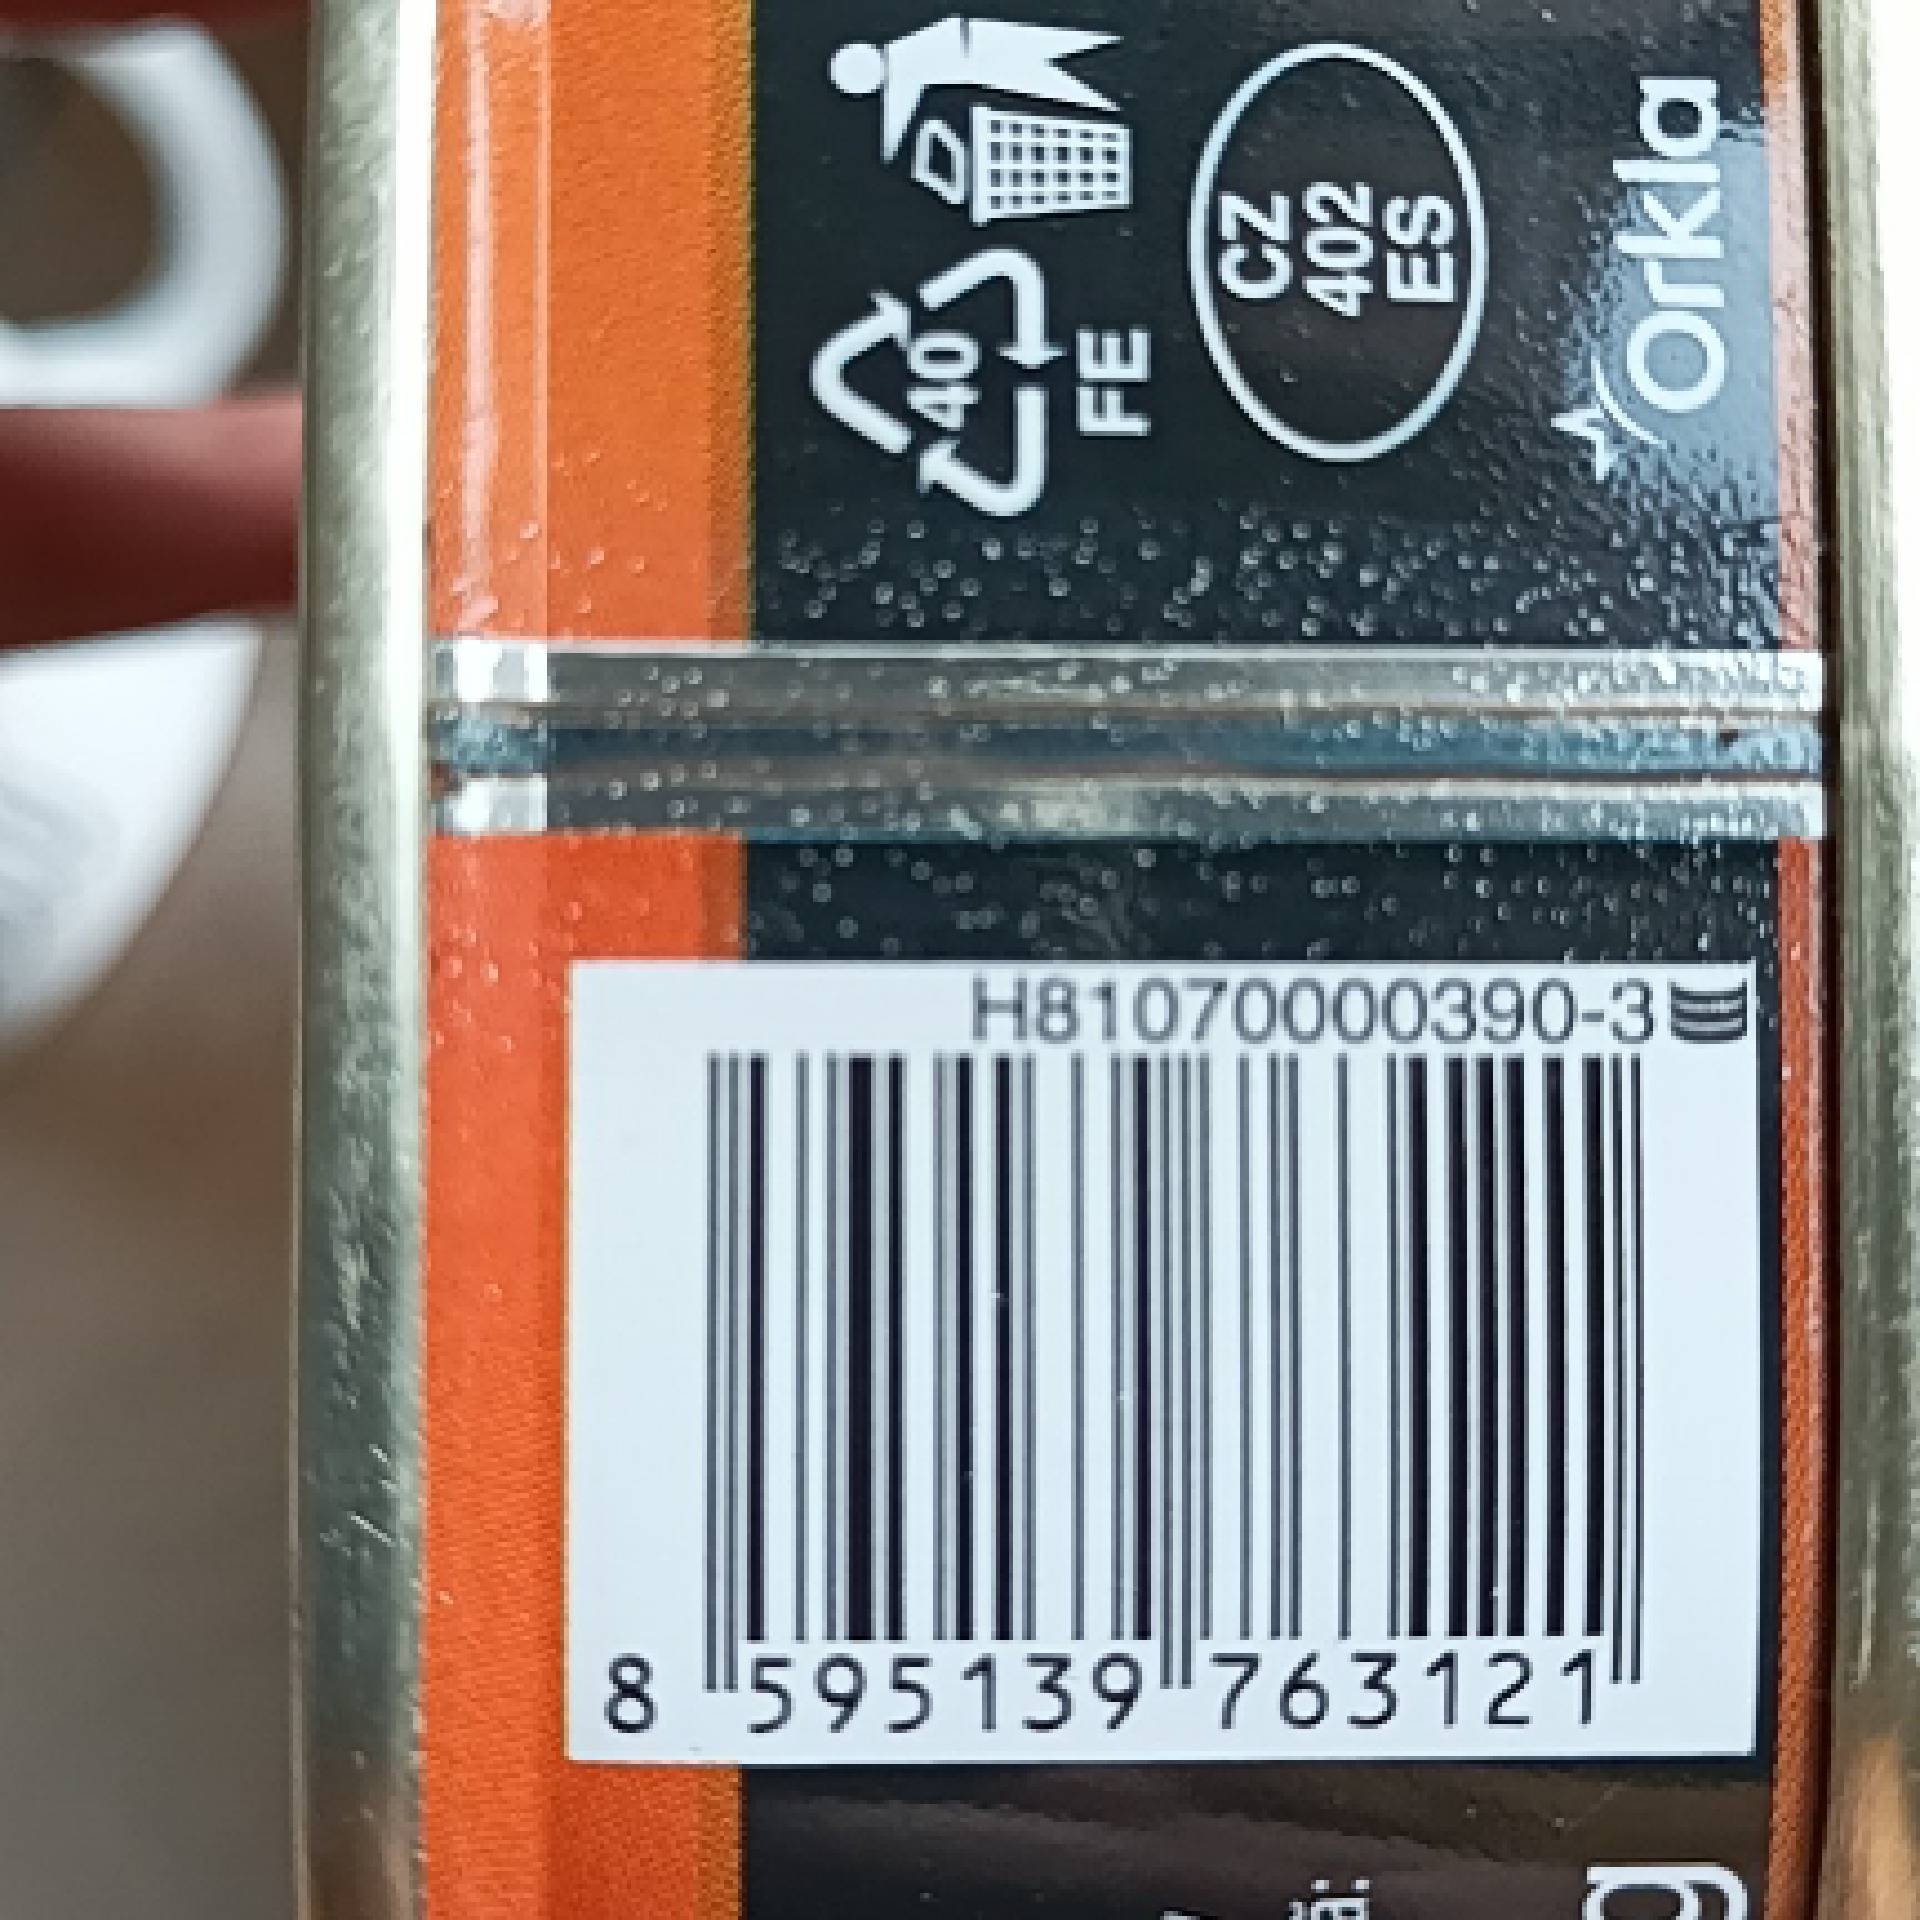 40
FE
CZ
402
ES
Orkla
H81070000390-3
8 595139 763121
g